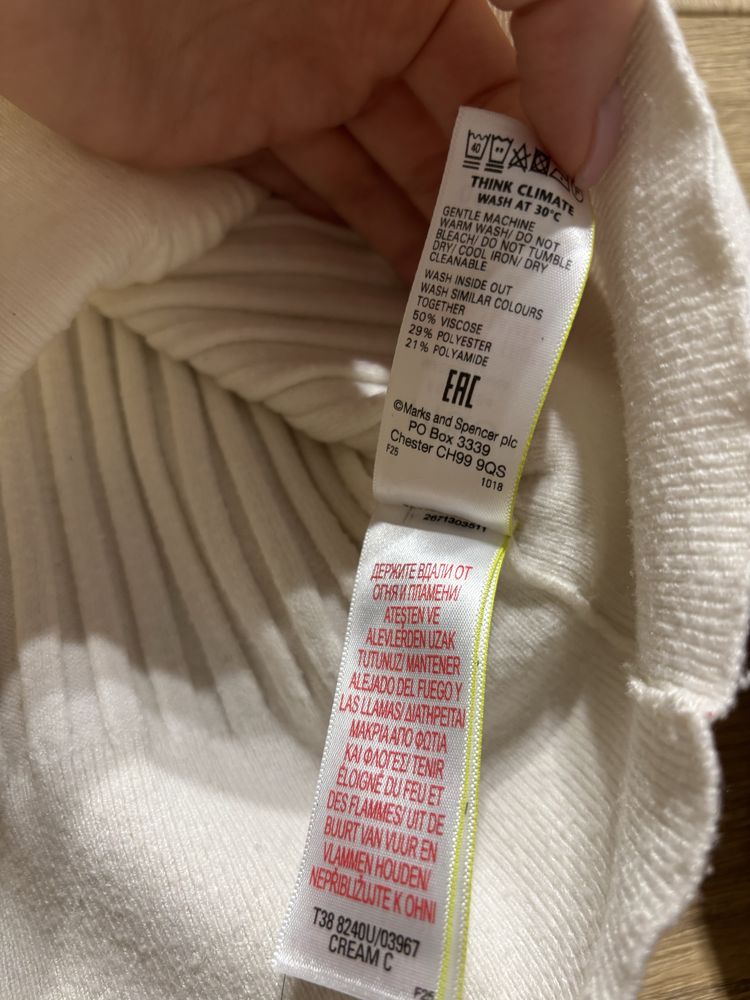 40
THINK CLIMATE
WASH AT 30°C
GENTLE MACHINE
WARM WASH/ DO NOT
BLEACH/ DO NOT TUMBLE
DRY/ COOL IRON/ DRY
CLEANABLE
WASH INSIDE OUT
WASH SIMILAR COLOURS
TOGETHER
50% VISCOSE
29% POLYESTER
21% POLYAMIDE
EAC
©Marks and Spencer plc
PO Box 3339
Chester CH99 9QS
F25
1018
2671303511
ДЕРЖИТЕ ВДАЛИ ОТ
ОГНЯ И ПЛАМЕНИ/
ATEŞTEN VE
ALEVLERDEN UZAK
TUTUNUZ/ MANTENER
ALEJADO DEL FUEGO Y
LAS LLAMAS/ ΔΙΑΤΗΡΕΙΤΑΙ
ΜΑΚΡΙΑ ΑΠΟ ΦΩΤΙΑ
ΚΑΙ ΦΛΟΓΕΣ/ TENIR
ÉLOIGNÉ DU FEU ET
DES FLAMMES/ UIT DE
BUURT VAN VUUR EN
VLAMMEN HOUDEN/
NEPŘIBLIŽUJTE K OHNI
T38 8240U/03967
CREAM C
F25